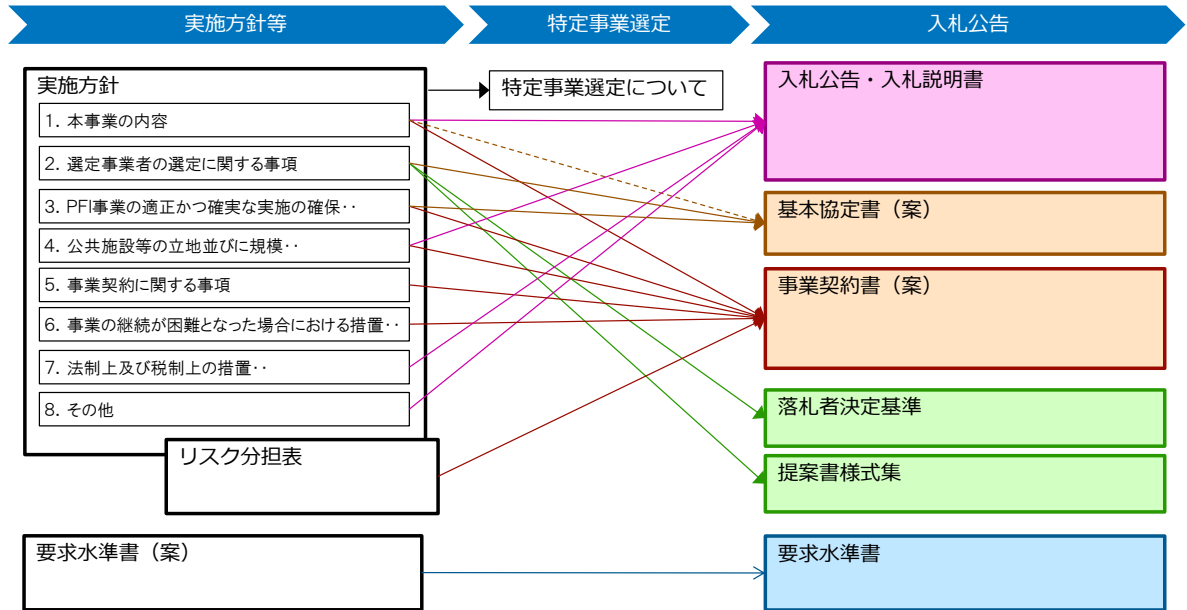 実施方針等
特定事業選定
入札公告
実施方針
1. 本事業の内容
2. 選定事業者の選定に関する事項
3. PFI事業の適正かつ確実な実施の確保‥
4. 公共施設等の立地並びに規模‥
5. 事業契約に関する事項
6. 事業の継続が困難となった場合における措置‥
7. 法制上及び税制上の措置‥
8. その他
リスク分担表
要求水準書（案）
特定事業選定について
入札公告・入札説明書
基本協定書（案）
事業契約書（案）
落札者決定基準
提案書様式集
要求水準書